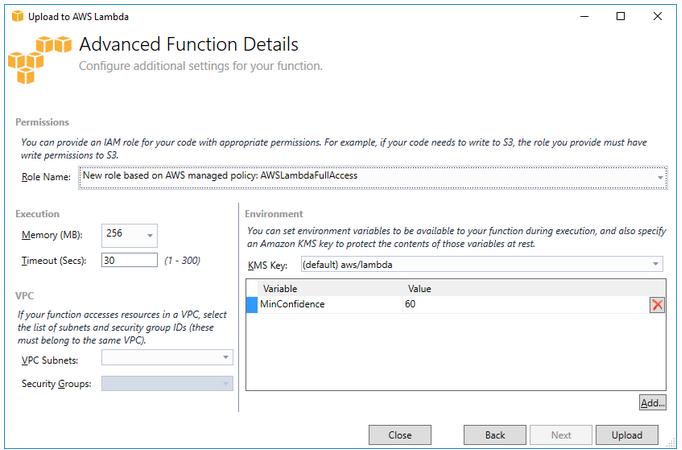 Upload to AWS Lambda
Advanced Function Details
Configure additional settings for your function.
Permissions
You can provide an IAM role for your code with appropriate permissions. For example, if your code needs to write to S3, the role you provide must have
write permissions to S3.
Role Name: New role based on AWS managed policy: AWSLambdaFullAccess
Execution
Memory (MB): 256
Timeout (Secs): 30 (1 - 300)
VPC
If your function accesses resources in a VPC, select
the list of subnets and security group IDs (these
must belong to the same VPC).
VPC Subnets:
Security Groups:
Environment
You can set environment variables to be available to your function during execution, and also specify
an Amazon KMS key to protect the contents of those variables at rest.
KMS Key: (default) aws/lambda
Variable Value
MinConfidence 60
Add...
Close Back Next Upload